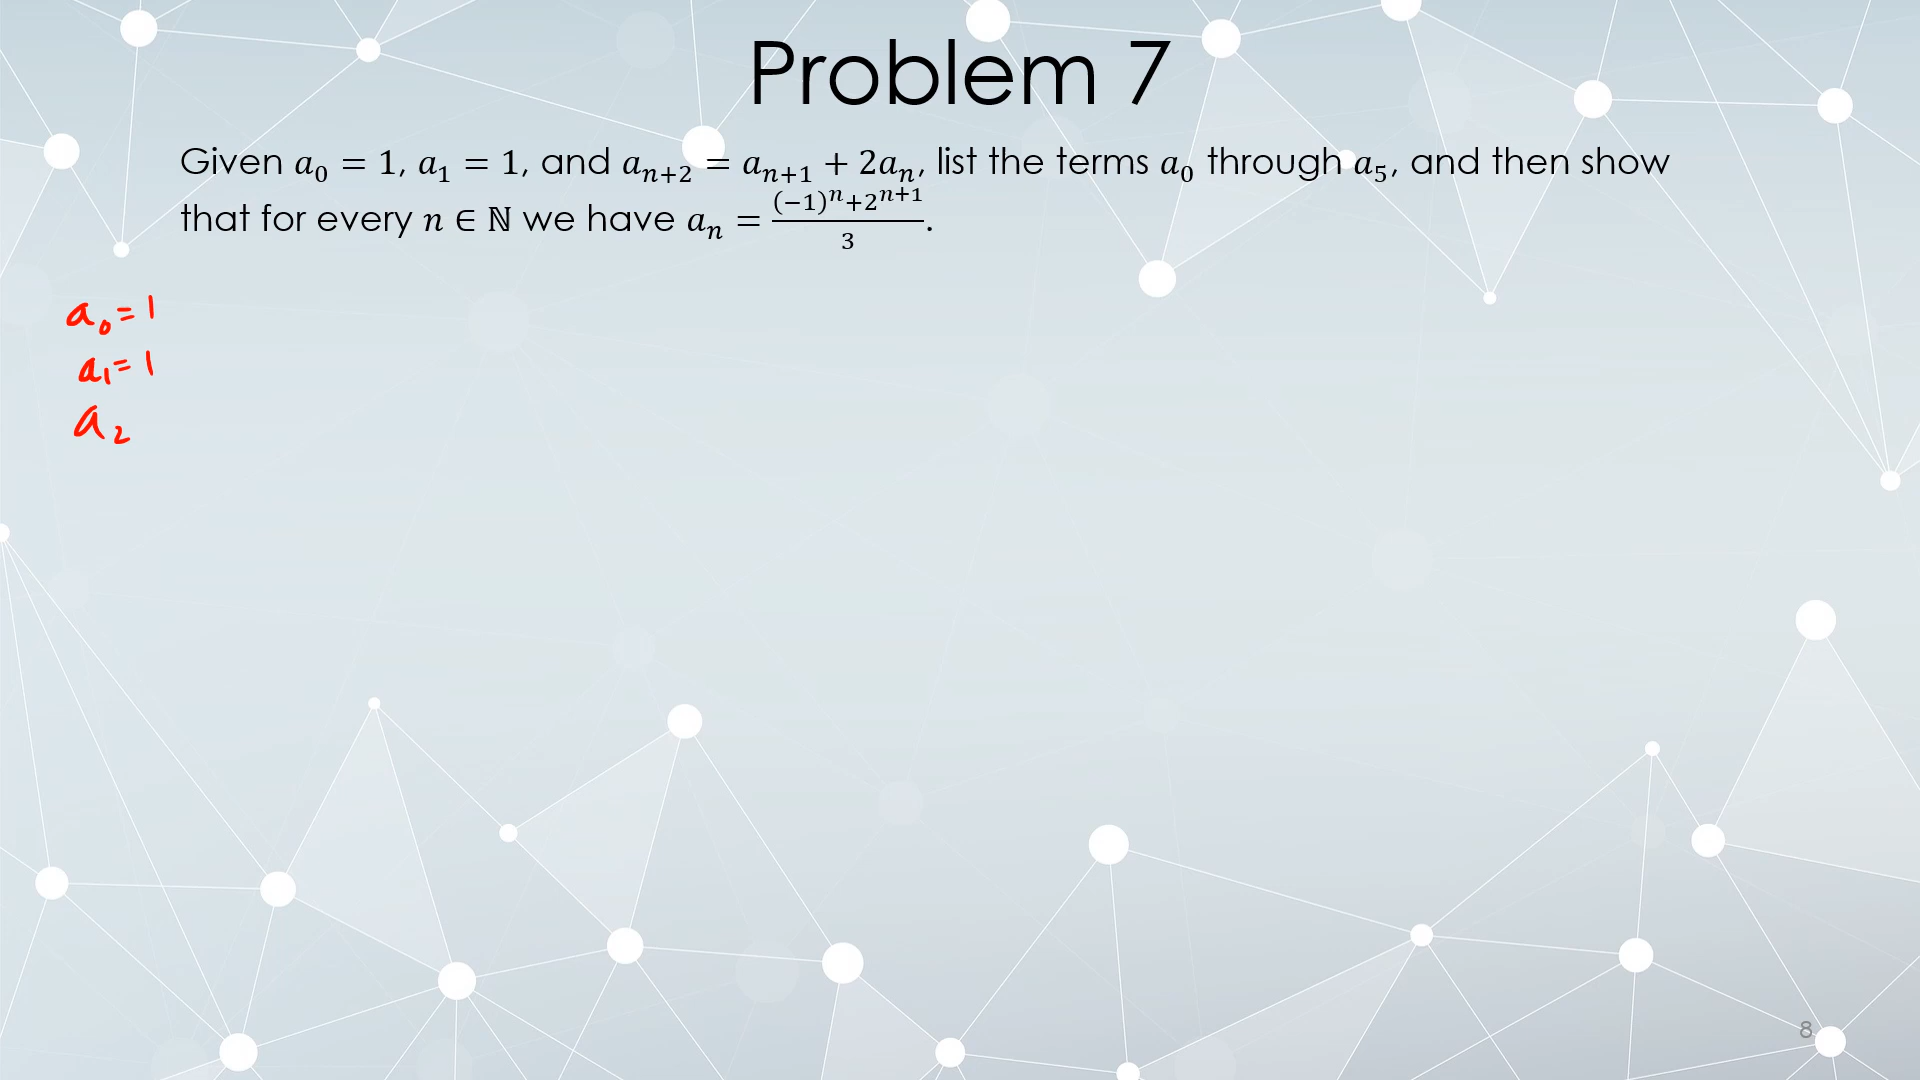 Problem 7
Given a₀ = 1, a₁ = 1, and aₙ₊₂ = aₙ₊₁ + 2aₙ, list the terms a₀ through a₅, and then show
that for every n ∈ ℕ we have aₙ = ((−1)ⁿ+2ⁿ⁺¹)/3.
a₀ = 1
a₁ = 1
a₂
8